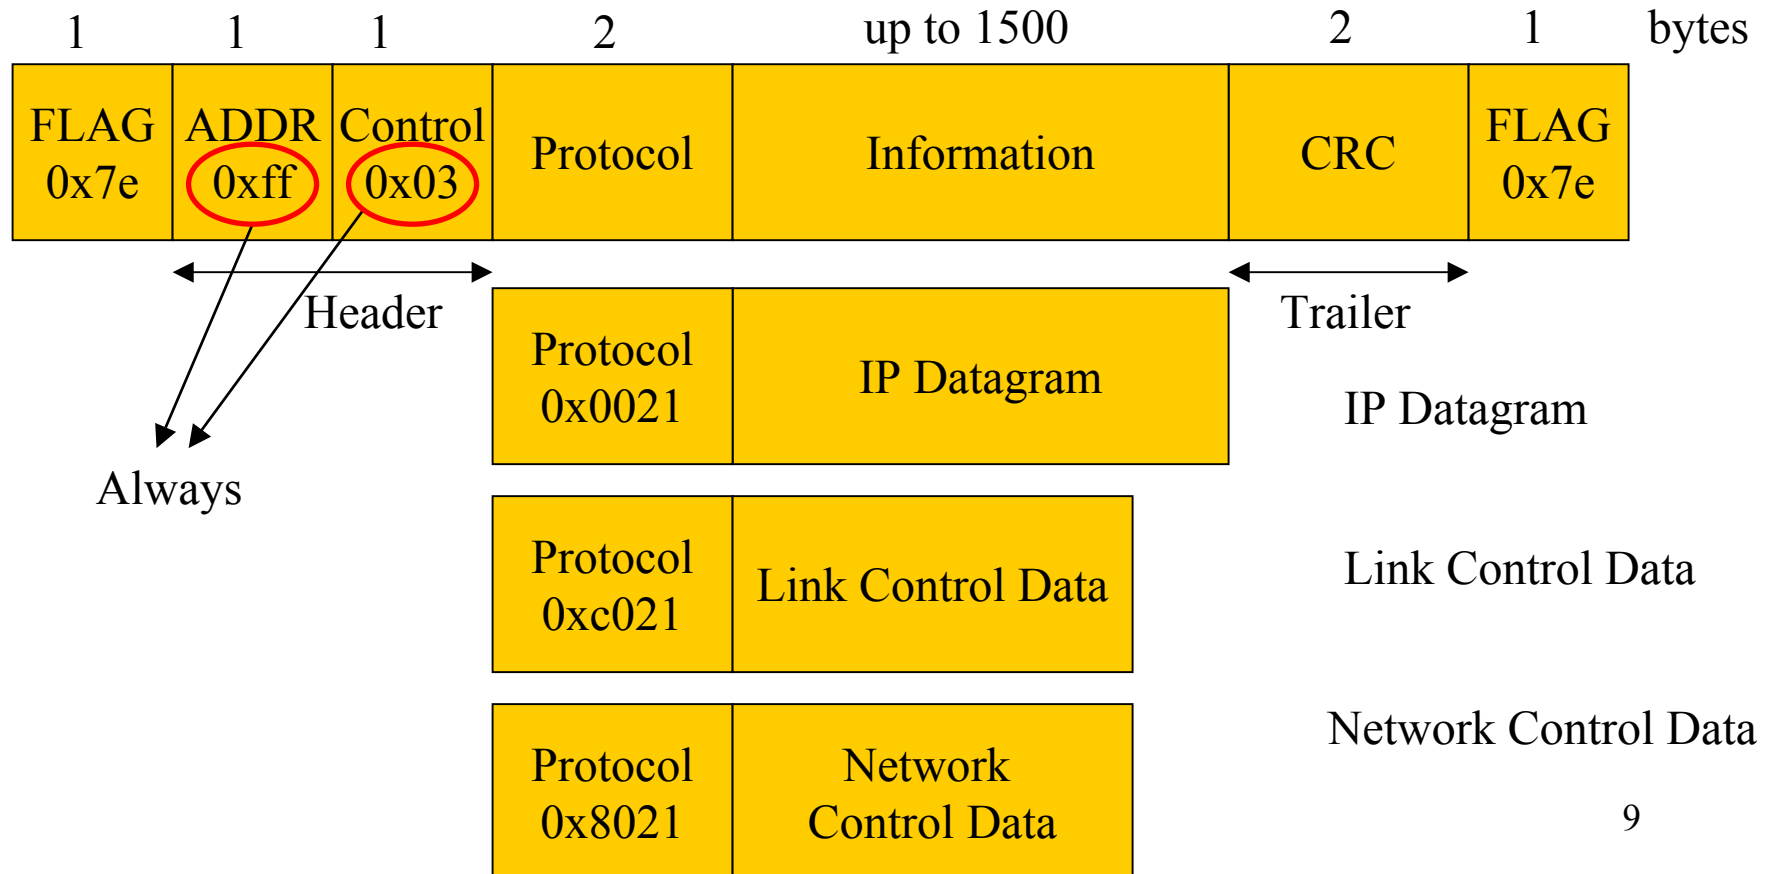 1 1 1 2 up to 1500 2 1 bytes
FLAG
0x7e
ADDR
0xff
Control
0x03
Protocol
Information
CRC
FLAG
0x7e
Header
Trailer
Always
Protocol
0x0021
IP Datagram
IP Datagram
Protocol
0xc021
Link Control Data
Link Control Data
Protocol
0x8021
Network
Control Data
Network Control Data
9